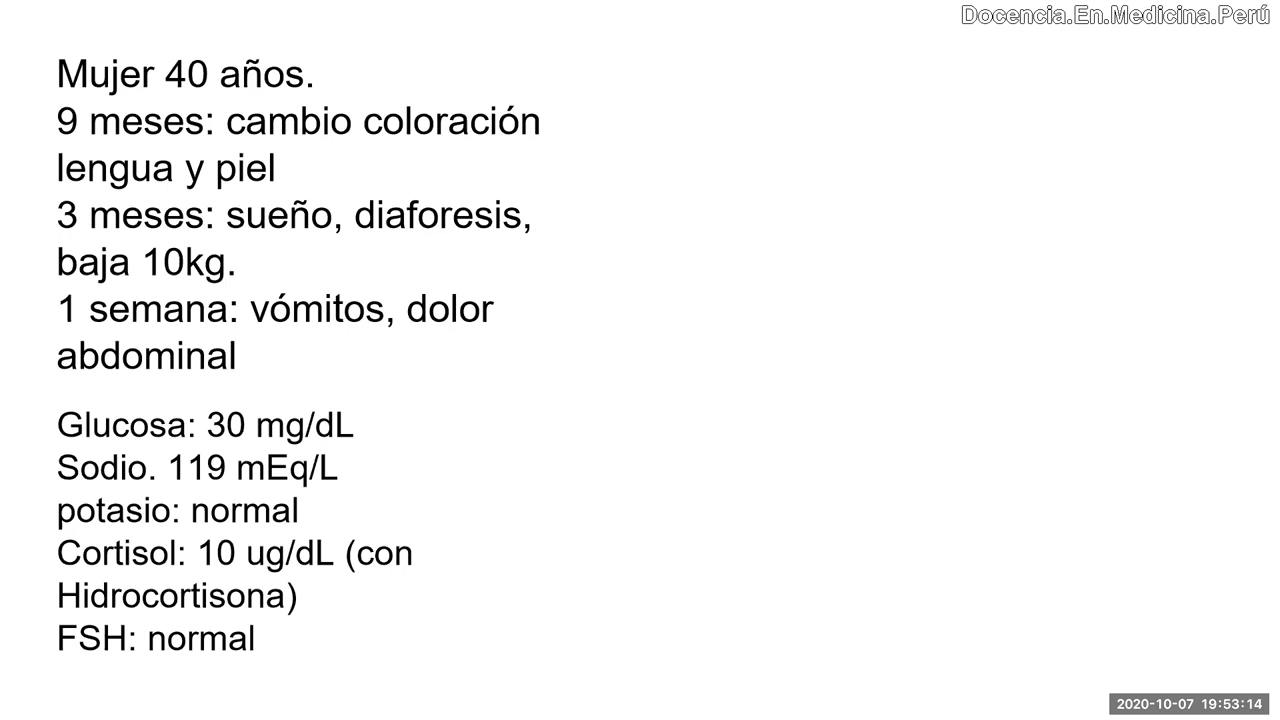 Docencia.En.Medicina.Perú
Mujer 40 años.
9 meses: cambio coloración
lengua y piel
3 meses: sueño, diaforesis,
baja 10kg.
1 semana: vómitos, dolor
abdominal
Glucosa: 30 mg/dL
Sodio. 119 mEq/L
potasio: normal
Cortisol: 10 ug/dL (con
Hidrocortisona)
FSH: normal
2020-10-07 19:53:14